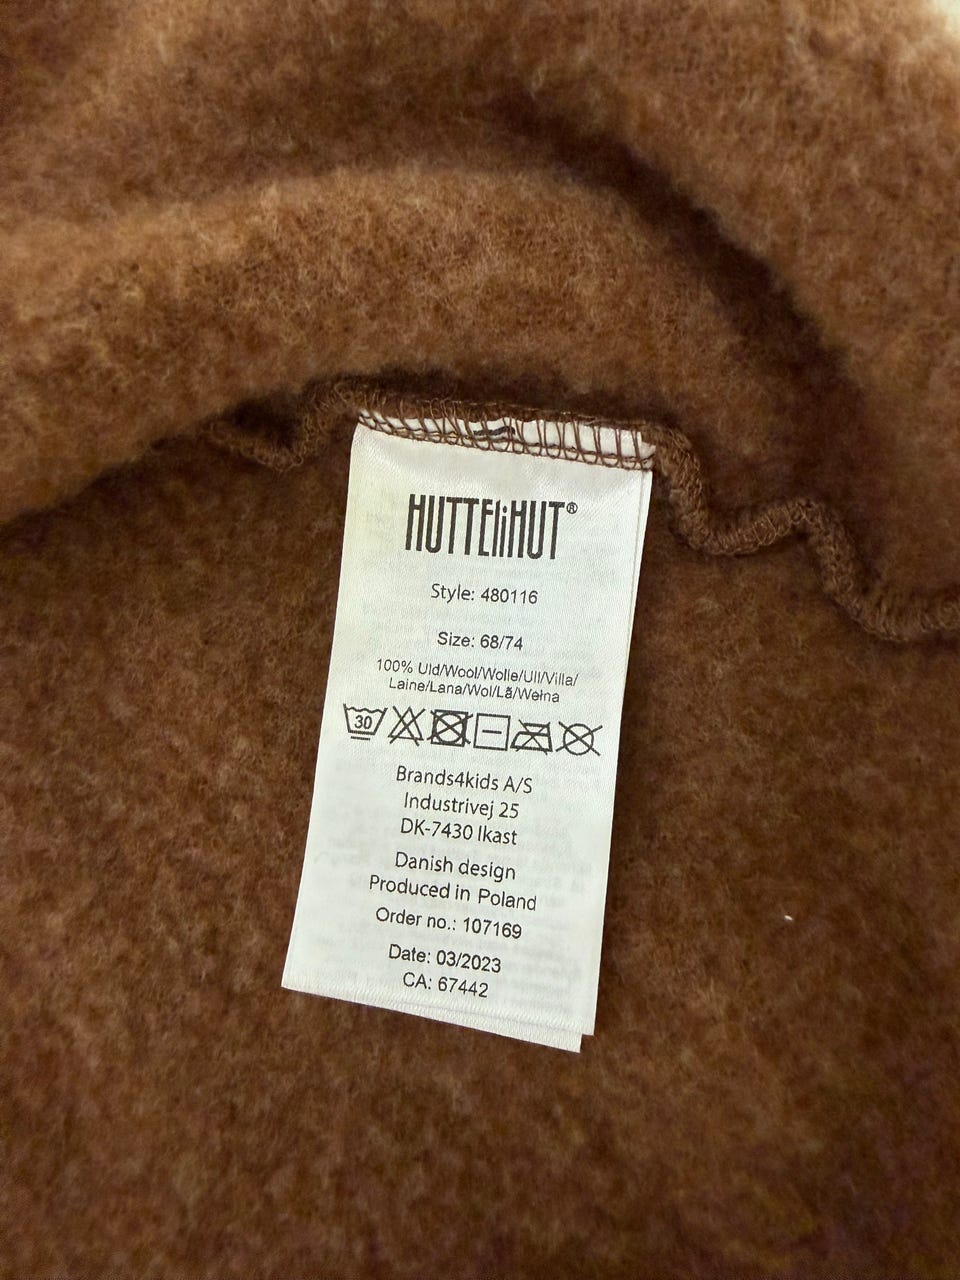 HUTTEliHUT®
Style: 480116
Size: 68/74
100% Uld/Wool/Wolle/Ull/Villa/
Laine/Lana/Wol/Lã/Wełna
30
Brands4kids A/S
Industrivej 25
DK-7430 Ikast
Danish design
Produced in Poland
Order no.: 107169
Date: 03/2023
CA: 67442